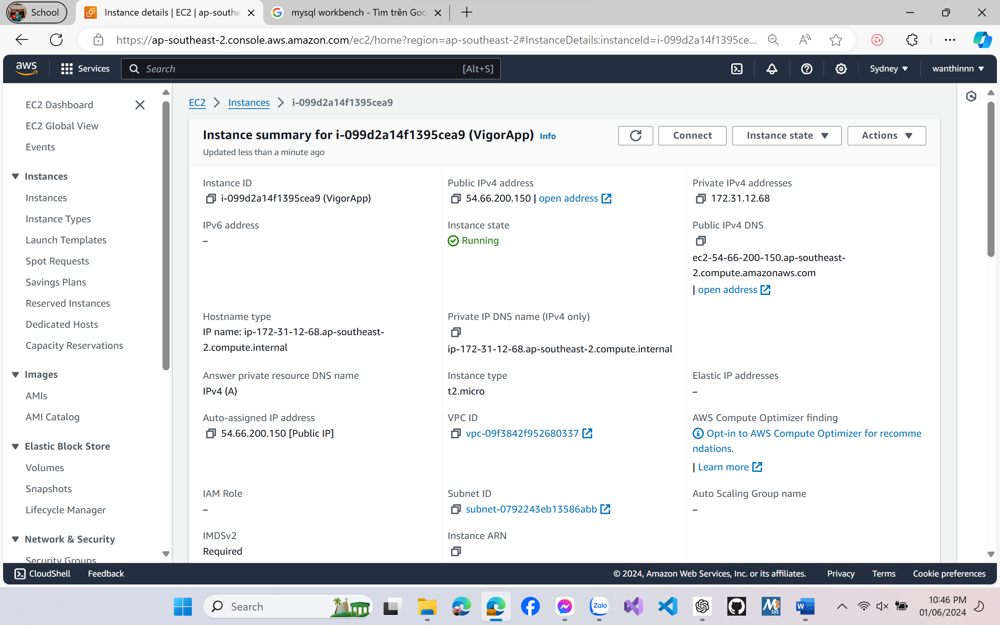 School
Instance details | EC2 | ap-southe
mysql workbench - Tìm trên Goo
https://ap-southeast-2.console.aws.amazon.com/ec2/home?region=ap-southeast-2#InstanceDetails:instanceId=i-099d2a14f1395ce...
aws
Services
Search
[Alt+S]
Sydney
wanthinnn
EC2 Dashboard
EC2 Global View
Events
Instances
Instances
Instance Types
Launch Templates
Spot Requests
Savings Plans
Reserved Instances
Dedicated Hosts
Capacity Reservations
Images
AMIs
AMI Catalog
Elastic Block Store
Volumes
Snapshots
Lifecycle Manager
Network & Security
Security Groups
EC2 > Instances > i-099d2a14f1395cea9
Instance summary for i-099d2a14f1395cea9 (VigorApp) Info
Updated less than a minute ago
Connect
Instance state
Actions
Instance ID
i-099d2a14f1395cea9 (VigorApp)
Public IPv4 address
54.66.200.150 | open address
Private IPv4 addresses
172.31.12.68
IPv6 address
–
Instance state
Running
Public IPv4 DNS
ec2-54-66-200-150.ap-southeast-
2.compute.amazonaws.com
| open address
Hostname type
IP name: ip-172-31-12-68.ap-southeast-
2.compute.internal
Private IP DNS name (IPv4 only)
ip-172-31-12-68.ap-southeast-2.compute.internal
Answer private resource DNS name
IPv4 (A)
Instance type
t2.micro
Elastic IP addresses
–
Auto-assigned IP address
54.66.200.150 [Public IP]
VPC ID
vpc-09f3842f952680337
AWS Compute Optimizer finding
Opt-in to AWS Compute Optimizer for recomme
ndations.
| Learn more
IAM Role
–
Subnet ID
subnet-0792243eb13586abb
Auto Scaling Group name
–
IMDSv2
Required
Instance ARN
CloudShell
Feedback
© 2024, Amazon Web Services, Inc. or its affiliates.
Privacy
Terms
Cookie preferences
Search
Zalo
M2
sys
W
10:46 PM
01/06/2024